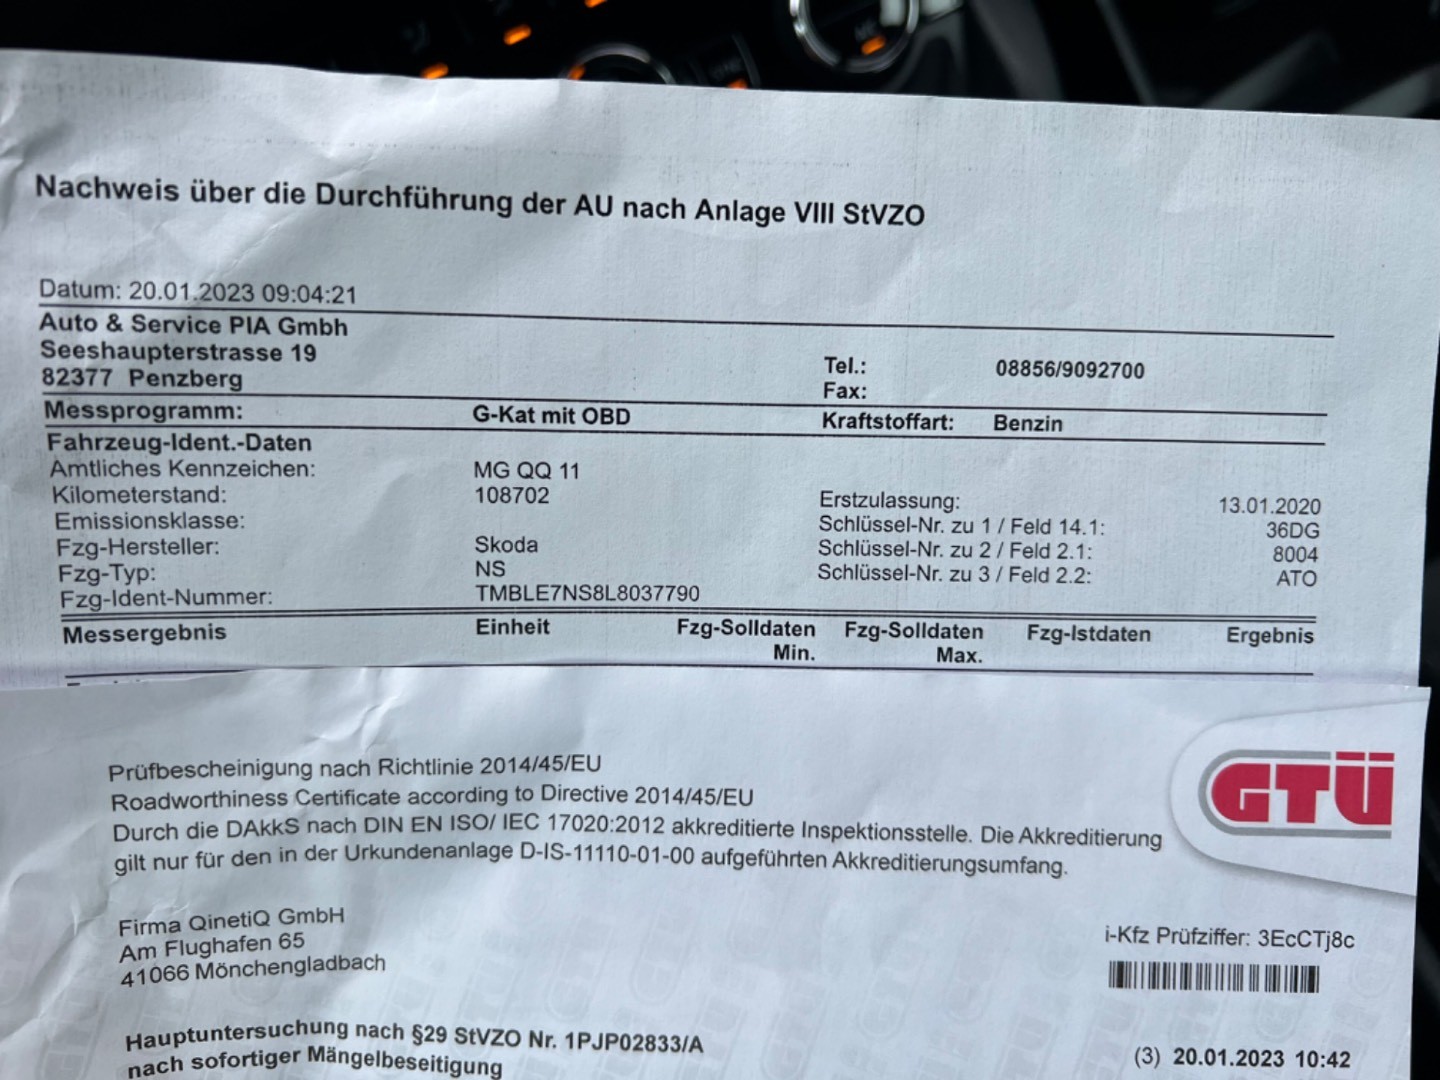 Nachweis über die Durchführung der AU nach Anlage VIII StVZO
Datum: 20.01.2023 09:04:21
Auto & Service PIA Gmbh
Seeshaupterstrasse 19
82377 Penzberg
Tel.: 08856/9092700
Fax:
Messprogramm: G-Kat mit OBD Kraftstoffart: Benzin
Fahrzeug-Ident.-Daten
Amtliches Kennzeichen: MG QQ 11
Kilometerstand: 108702 Erstzulassung: 13.01.2020
Emissionsklasse: Schlüssel-Nr. zu 1 / Feld 14.1: 36DG
Fzg-Hersteller: Skoda Schlüssel-Nr. zu 2 / Feld 2.1: 8004
Fzg-Typ: NS Schlüssel-Nr. zu 3 / Feld 2.2: ATO
Fzg-Ident-Nummer: TMBLE7NS8L8037790
Messergebnis Einheit Fzg-Solldaten Fzg-Solldaten Fzg-Istdaten Ergebnis
Min. Max.
GTÜ
Prüfbescheinigung nach Richtlinie 2014/45/EU
Roadworthiness Certificate according to Directive 2014/45/EU
Durch die DAkkS nach DIN EN ISO/ IEC 17020:2012 akkreditierte Inspektionsstelle. Die Akkreditierung
gilt nur für den in der Urkundenanlage D-IS-11110-01-00 aufgeführten Akkreditierungsumfang.
Firma QinetiQ GmbH
Am Flughafen 65
41066 Mönchengladbach
i-Kfz Prüfziffer: 3EcCTj8c
Hauptuntersuchung nach §29 StVZO Nr. 1PJP02833/A
nach sofortiger Mängelbeseitigung
(3) 20.01.2023 10:42